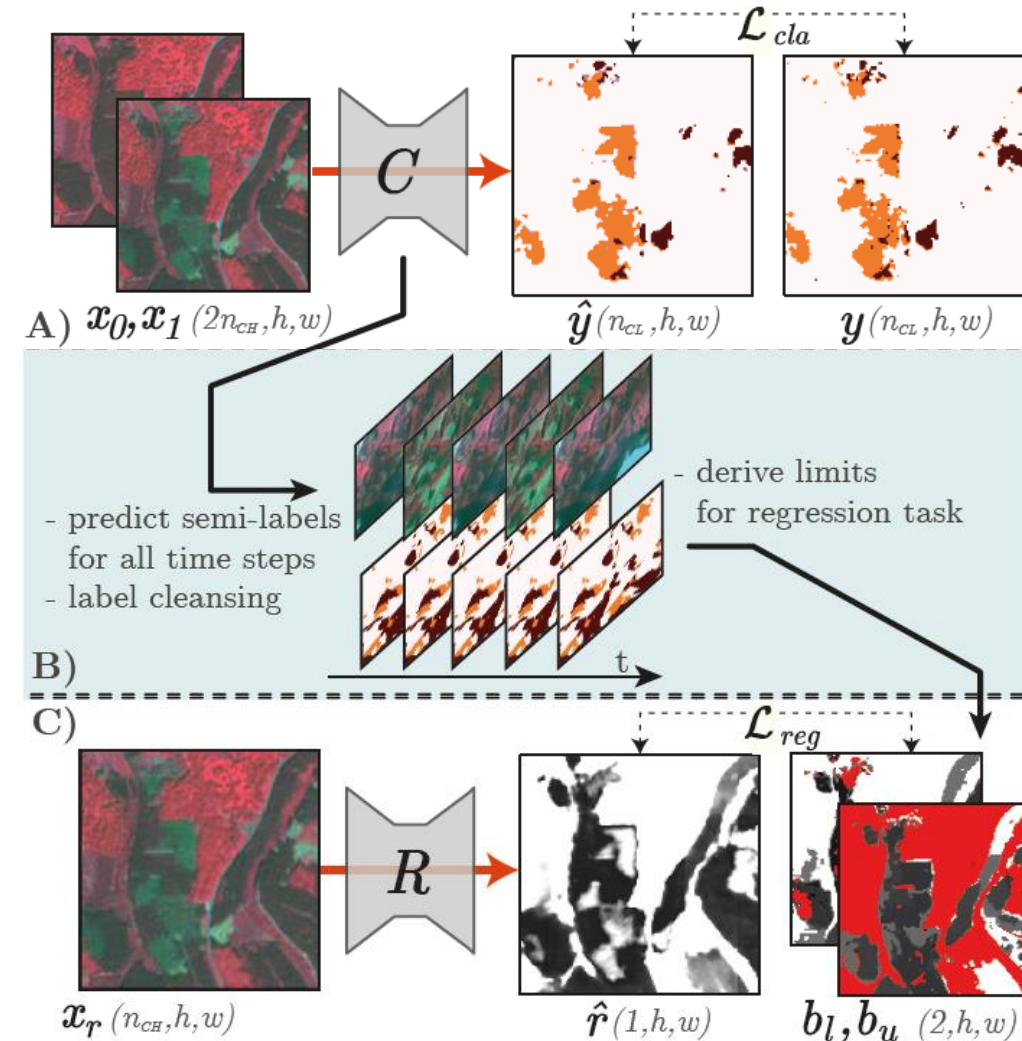 𝓛 cla
C
A) x0, x1 (2nCH, h, w)
ŷ (nCL, h, w)
y (nCL, h, w)
- predict semi-labels
for all time steps
- label cleansing
- derive limits
for regression task
t
B)
C)
𝓛 reg
R
xr (nCH, h, w)
r̂ (1, h, w)
bl, bu (2, h, w)